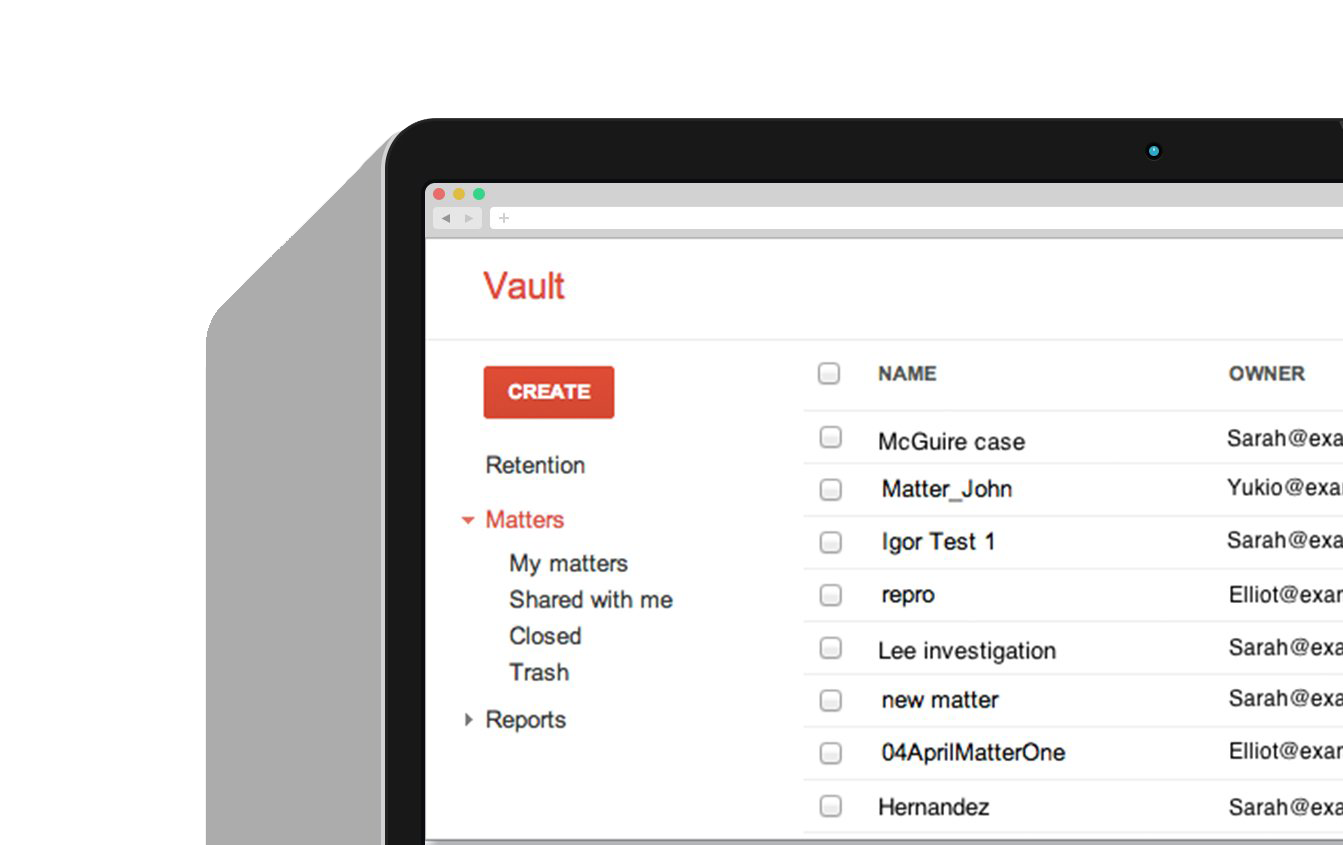 Vault
CREATE
Retention
Matters
My matters
Shared with me
Closed
Trash
Reports
NAME OWNER
McGuire case Sarah@exa
Matter_John Yukio@exa
Igor Test 1 Sarah@exa
repro Elliot@exar
Lee investigation Sarah@exa
new matter Sarah@exa
04AprilMatterOne Elliot@exar
Hernandez Sarah@exa